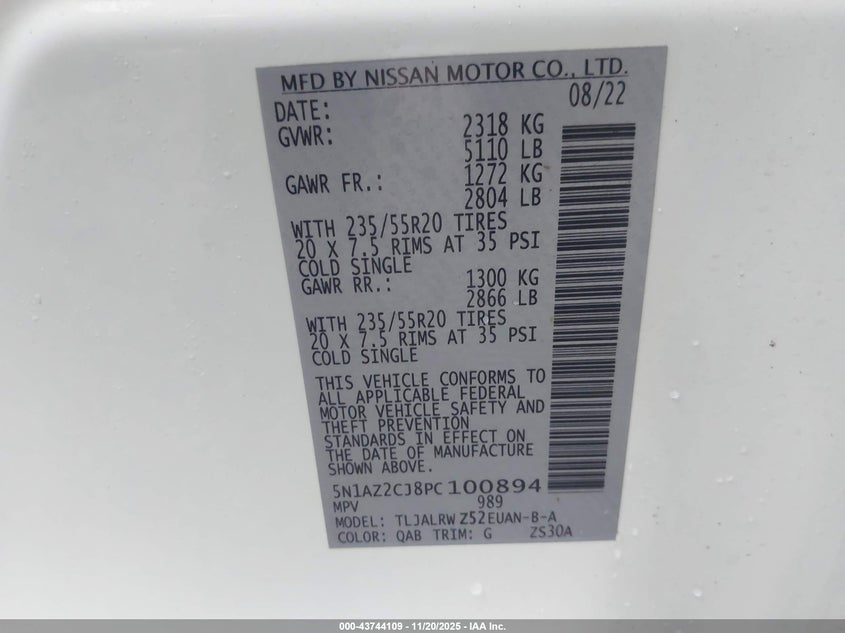 MFD BY NISSAN MOTOR CO., LTD.
DATE: 08/22
GVWR: 2318 KG
5110 LB
GAWR FR.: 1272 KG
2804 LB
WITH 235/55R20 TIRES
20 X 7.5 RIMS AT 35 PSI
COLD SINGLE
GAWR RR.: 1300 KG
2866 LB
WITH 235/55R20 TIRES
20 X 7.5 RIMS AT 35 PSI
COLD SINGLE
THIS VEHICLE CONFORMS TO
ALL APPLICABLE FEDERAL
MOTOR VEHICLE SAFETY AND
THEFT PREVENTION
STANDARDS IN EFFECT ON
THE DATE OF MANUFACTURE
SHOWN ABOVE.
5N1AZ2CJ8PC100894
MPV 989
MODEL: TLJALRW Z52EUAN-B-A
COLOR: QAB TRIM: G ZS30A
000-43744109 - 11/20/2025 - IAA Inc.